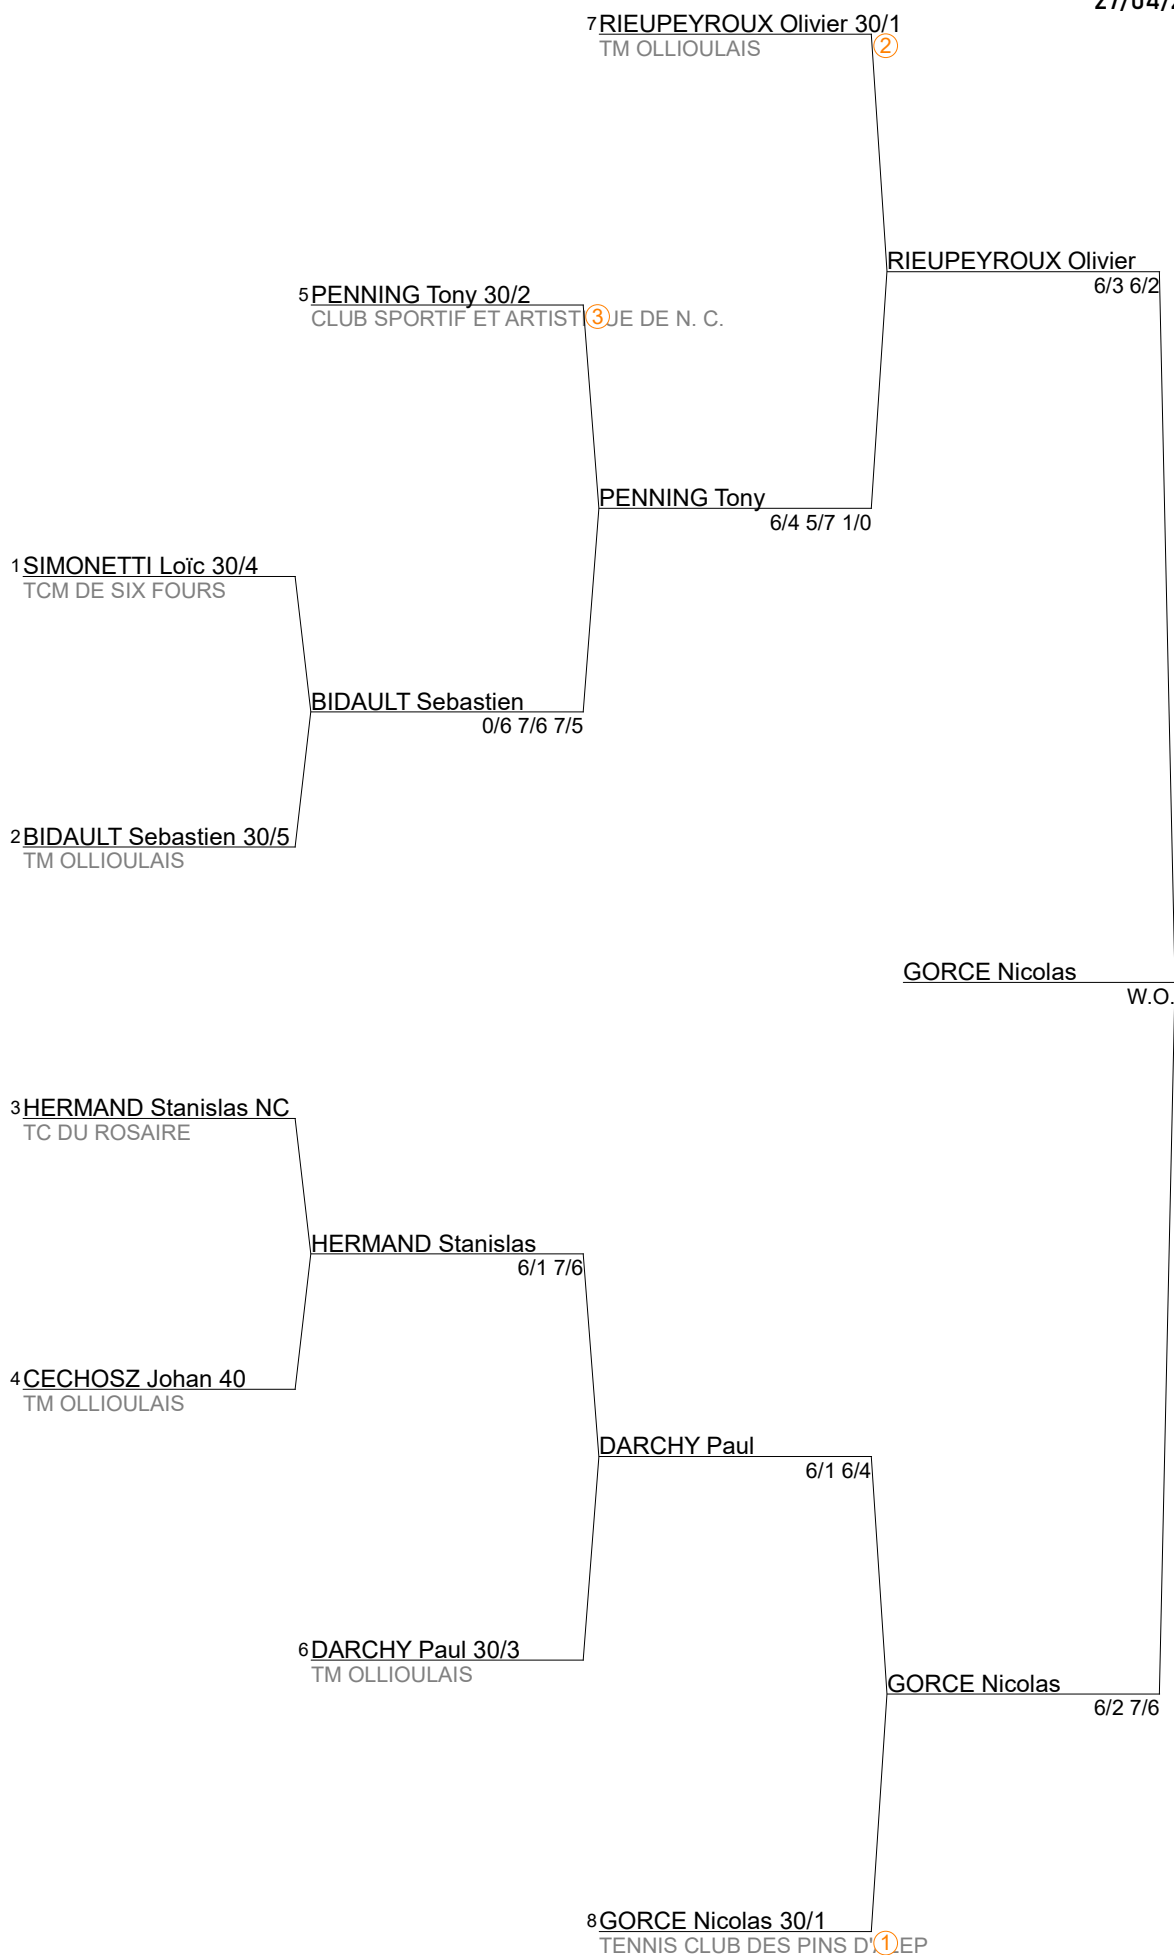 7 RIEUPEYROUX Olivier 30/1
TM OLLIOULAIS
2
RIEUPEYROUX Olivier
6/3 6/2
5 PENNING Tony 30/2
CLUB SPORTIF ET ARTISTI UE DE N. C.
3
PENNING Tony
6/4 5/7 1/0
1 SIMONETTI Loïc 30/4
TCM DE SIX FOURS
BIDAULT Sebastien
0/6 7/6 7/5
2 BIDAULT Sebastien 30/5
TM OLLIOULAIS
GORCE Nicolas
W.O.
3 HERMAND Stanislas NC
TC DU ROSAIRE
HERMAND Stanislas
6/1 7/6
4 CECHOSZ Johan 40
TM OLLIOULAIS
DARCHY Paul
6/1 6/4
6 DARCHY Paul 30/3
TM OLLIOULAIS
GORCE Nicolas
6/2 7/6
8 GORCE Nicolas 30/1
TENNIS CLUB DES PINS
1